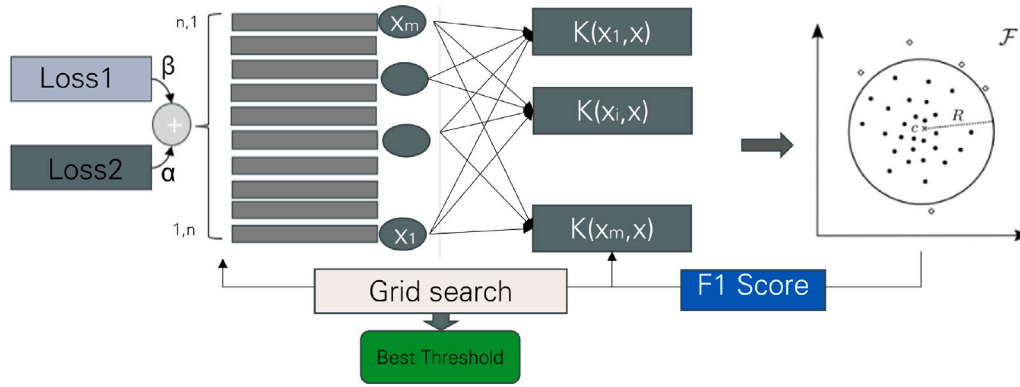 n,1
Xm
K(x1,x)
F
β
Loss1
+
K(xi,x)
R
c
Loss2
α
1,n
X1
K(xm,x)
Grid search
F1 Score
Best Threshold